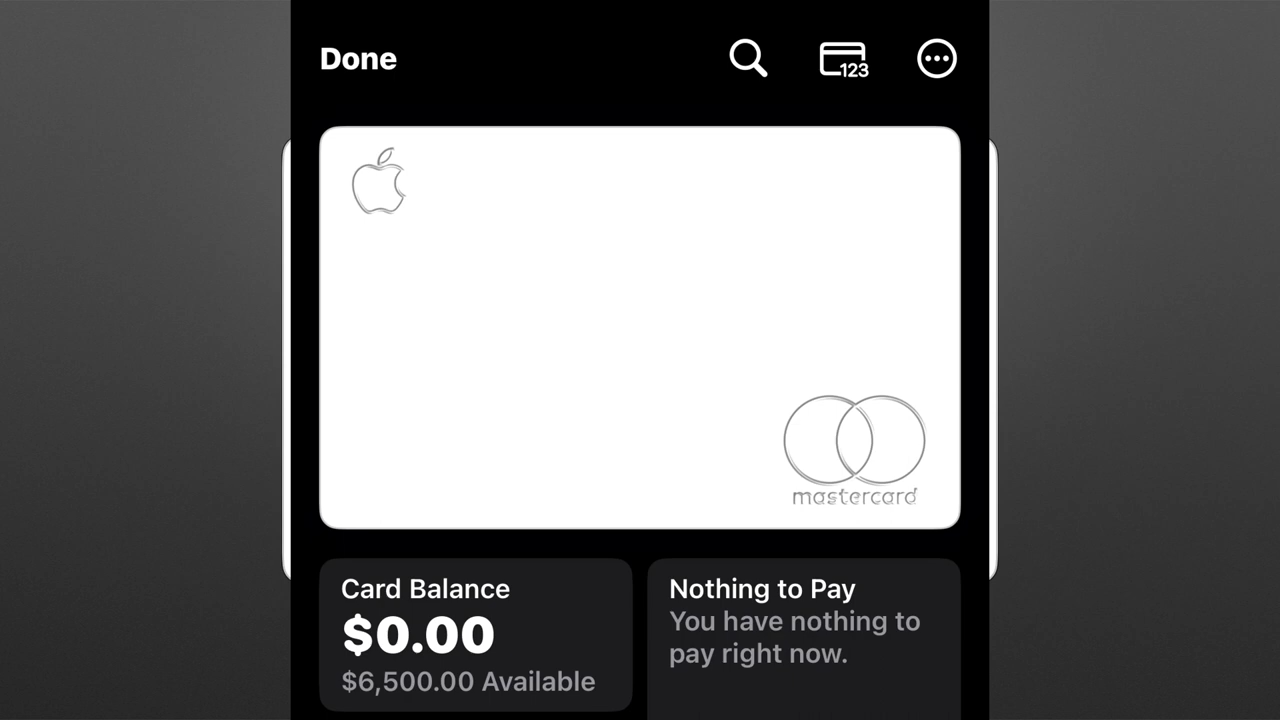 Done
123
mastercard
Card Balance
$0.00
$6,500.00 Available
Nothing to Pay
You have nothing to
pay right now.